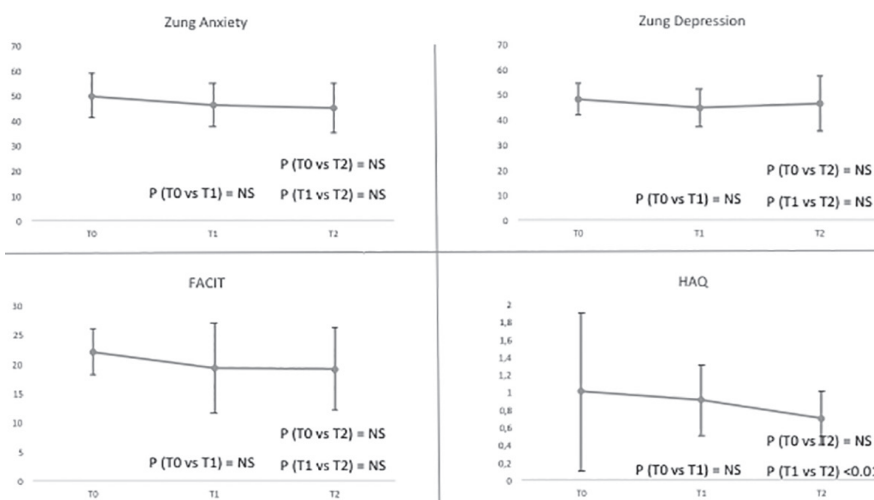 Zung Anxiety
70
60
50
40
30
20
10
0
P (T0 vs T2) = NS
P (T0 vs T1) = NS P (T1 vs T2) = NS
T0 T1 T2
Zung Depression
70
60
50
40
30
20
10
0
P (T0 vs T2) = NS
P (T0 vs T1) = NS P (T1 vs T2) = NS
T0 T1 T2
FACIT
30
25
20
15
10
5
0
P (T0 vs T2) = NS
P (T0 vs T1) = NS P (T1 vs T2) = NS
T0 T1 T2
HAQ
2
1,8
1,6
1,4
1,2
1
0,8
0,6
0,4
0,2
0
P (T0 vs T2) = NS
P (T0 vs T1) = NS P (T1 vs T2) <0.01
T0 T1 T2